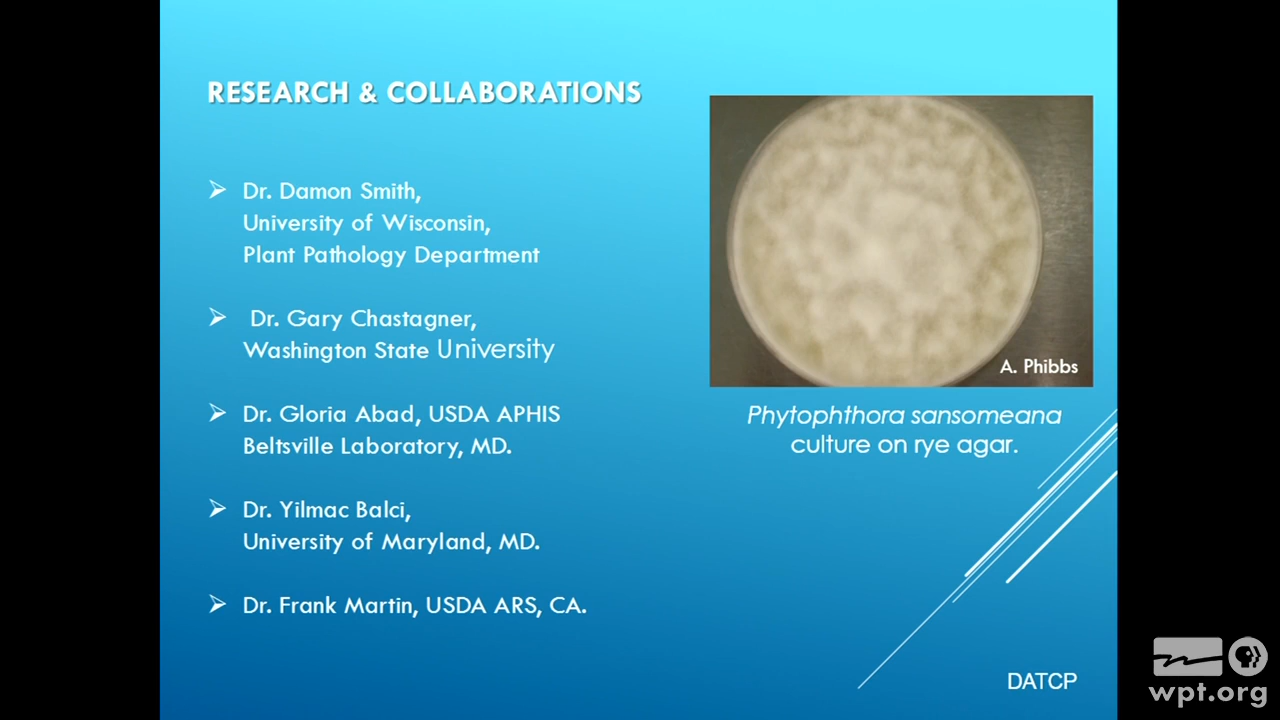 RESEARCH & COLLABORATIONS
➢ Dr. Damon Smith,
University of Wisconsin,
Plant Pathology Department
➢ Dr. Gary Chastagner,
Washington State University
➢ Dr. Gloria Abad, USDA APHIS
Beltsville Laboratory, MD.
➢ Dr. Yilmac Balci,
University of Maryland, MD.
➢ Dr. Frank Martin, USDA ARS, CA.
A. Phibbs
Phytophthora sansomeana
culture on rye agar.
DATCP
wpt.org